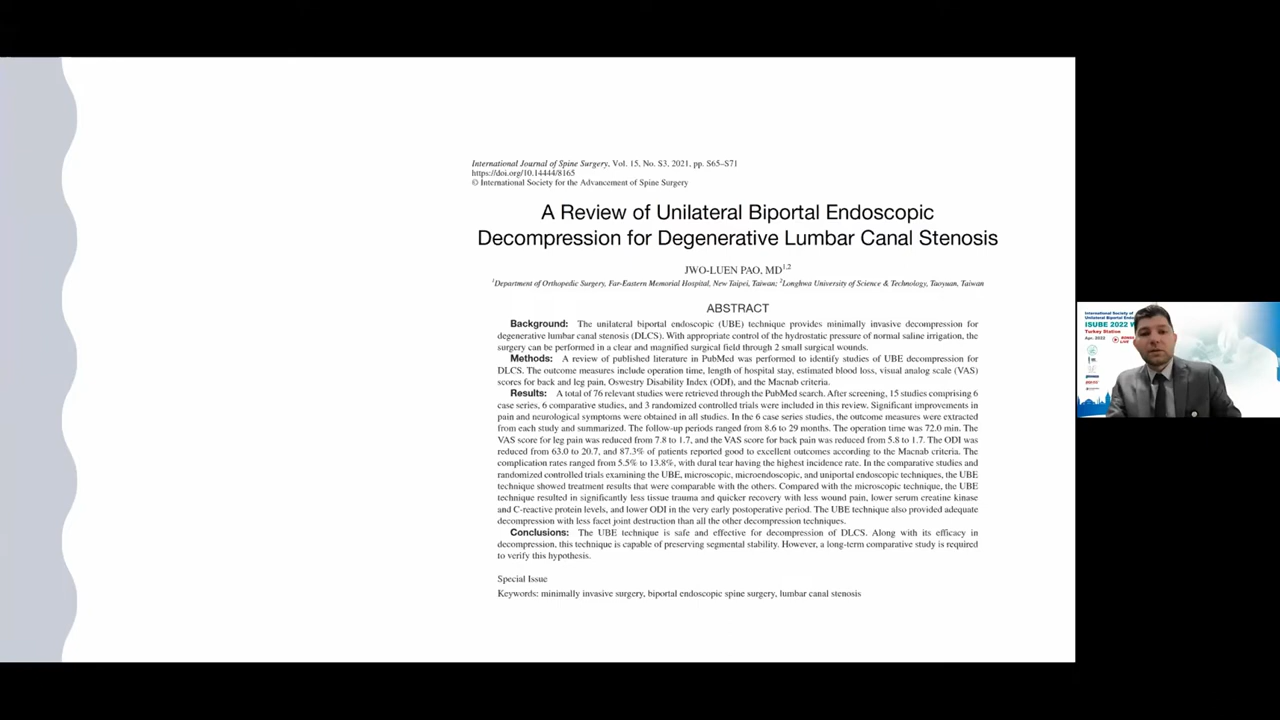 International Journal of Spine Surgery, Vol. 15, No. S3, 2021, pp. S65–S71
https://doi.org/10.14444/8165
© International Society for the Advancement of Spine Surgery
A Review of Unilateral Biportal Endoscopic
Decompression for Degenerative Lumbar Canal Stenosis
JWO-LUEN PAO, MD1,2
1Department of Orthopedic Surgery, Far-Eastern Memorial Hospital, New Taipei, Taiwan; 2Longhwa University of Science & Technology, Taoyuan, Taiwan
ABSTRACT
Background: The unilateral biportal endoscopic (UBE) technique provides minimally invasive decompression for
degenerative lumbar canal stenosis (DLCS). With appropriate control of the hydrostatic pressure of normal saline irrigation, the
surgery can be performed in a clear and magnified surgical field through 2 small surgical wounds.
Methods: A review of published literature in PubMed was performed to identify studies of UBE decompression for
DLCS. The outcome measures include operation time, length of hospital stay, estimated blood loss, visual analog scale (VAS)
scores for back and leg pain, Oswestry Disability Index (ODI), and the Macnab criteria.
Results: A total of 76 relevant studies were retrieved through the PubMed search. After screening, 15 studies comprising 6
case series, 6 comparative studies, and 3 randomized controlled trials were included in this review. Significant improvements in
pain and neurological symptoms were obtained in all studies. In the 6 case series studies, the outcome measures were extracted
from each study and summarized. The follow-up periods ranged from 8.6 to 29 months. The operation time was 72.0 min. The
VAS score for leg pain was reduced from 7.8 to 1.7, and the VAS score for back pain was reduced from 5.8 to 1.7. The ODI was
reduced from 63.0 to 20.7, and 87.3% of patients reported good to excellent outcomes according to the Macnab criteria. The
complication rates ranged from 5.5% to 13.8%, with dural tear having the highest incidence rate. In the comparative studies and
randomized controlled trials examining the UBE, microscopic, microendoscopic, and uniportal endoscopic techniques, the UBE
technique showed treatment results that were comparable with the others. Compared with the microscopic technique, the UBE
technique resulted in significantly less tissue trauma and quicker recovery with less wound pain, lower serum creatine kinase
and C-reactive protein levels, and lower ODI in the very early postoperative period. The UBE technique also provided adequate
decompression with less facet joint destruction than all the other decompression techniques.
Conclusions: The UBE technique is safe and effective for decompression of DLCS. Along with its efficacy in
decompression, this technique is capable of preserving segmental stability. However, a long-term comparative study is required
to verify this hypothesis.
Special Issue
Keywords: minimally invasive surgery, biportal endoscopic spine surgery, lumbar canal stenosis
International Society of
Unilateral Biportal
ISUBE 2022 W
Turkey Station
Apr. 2022
LIVE